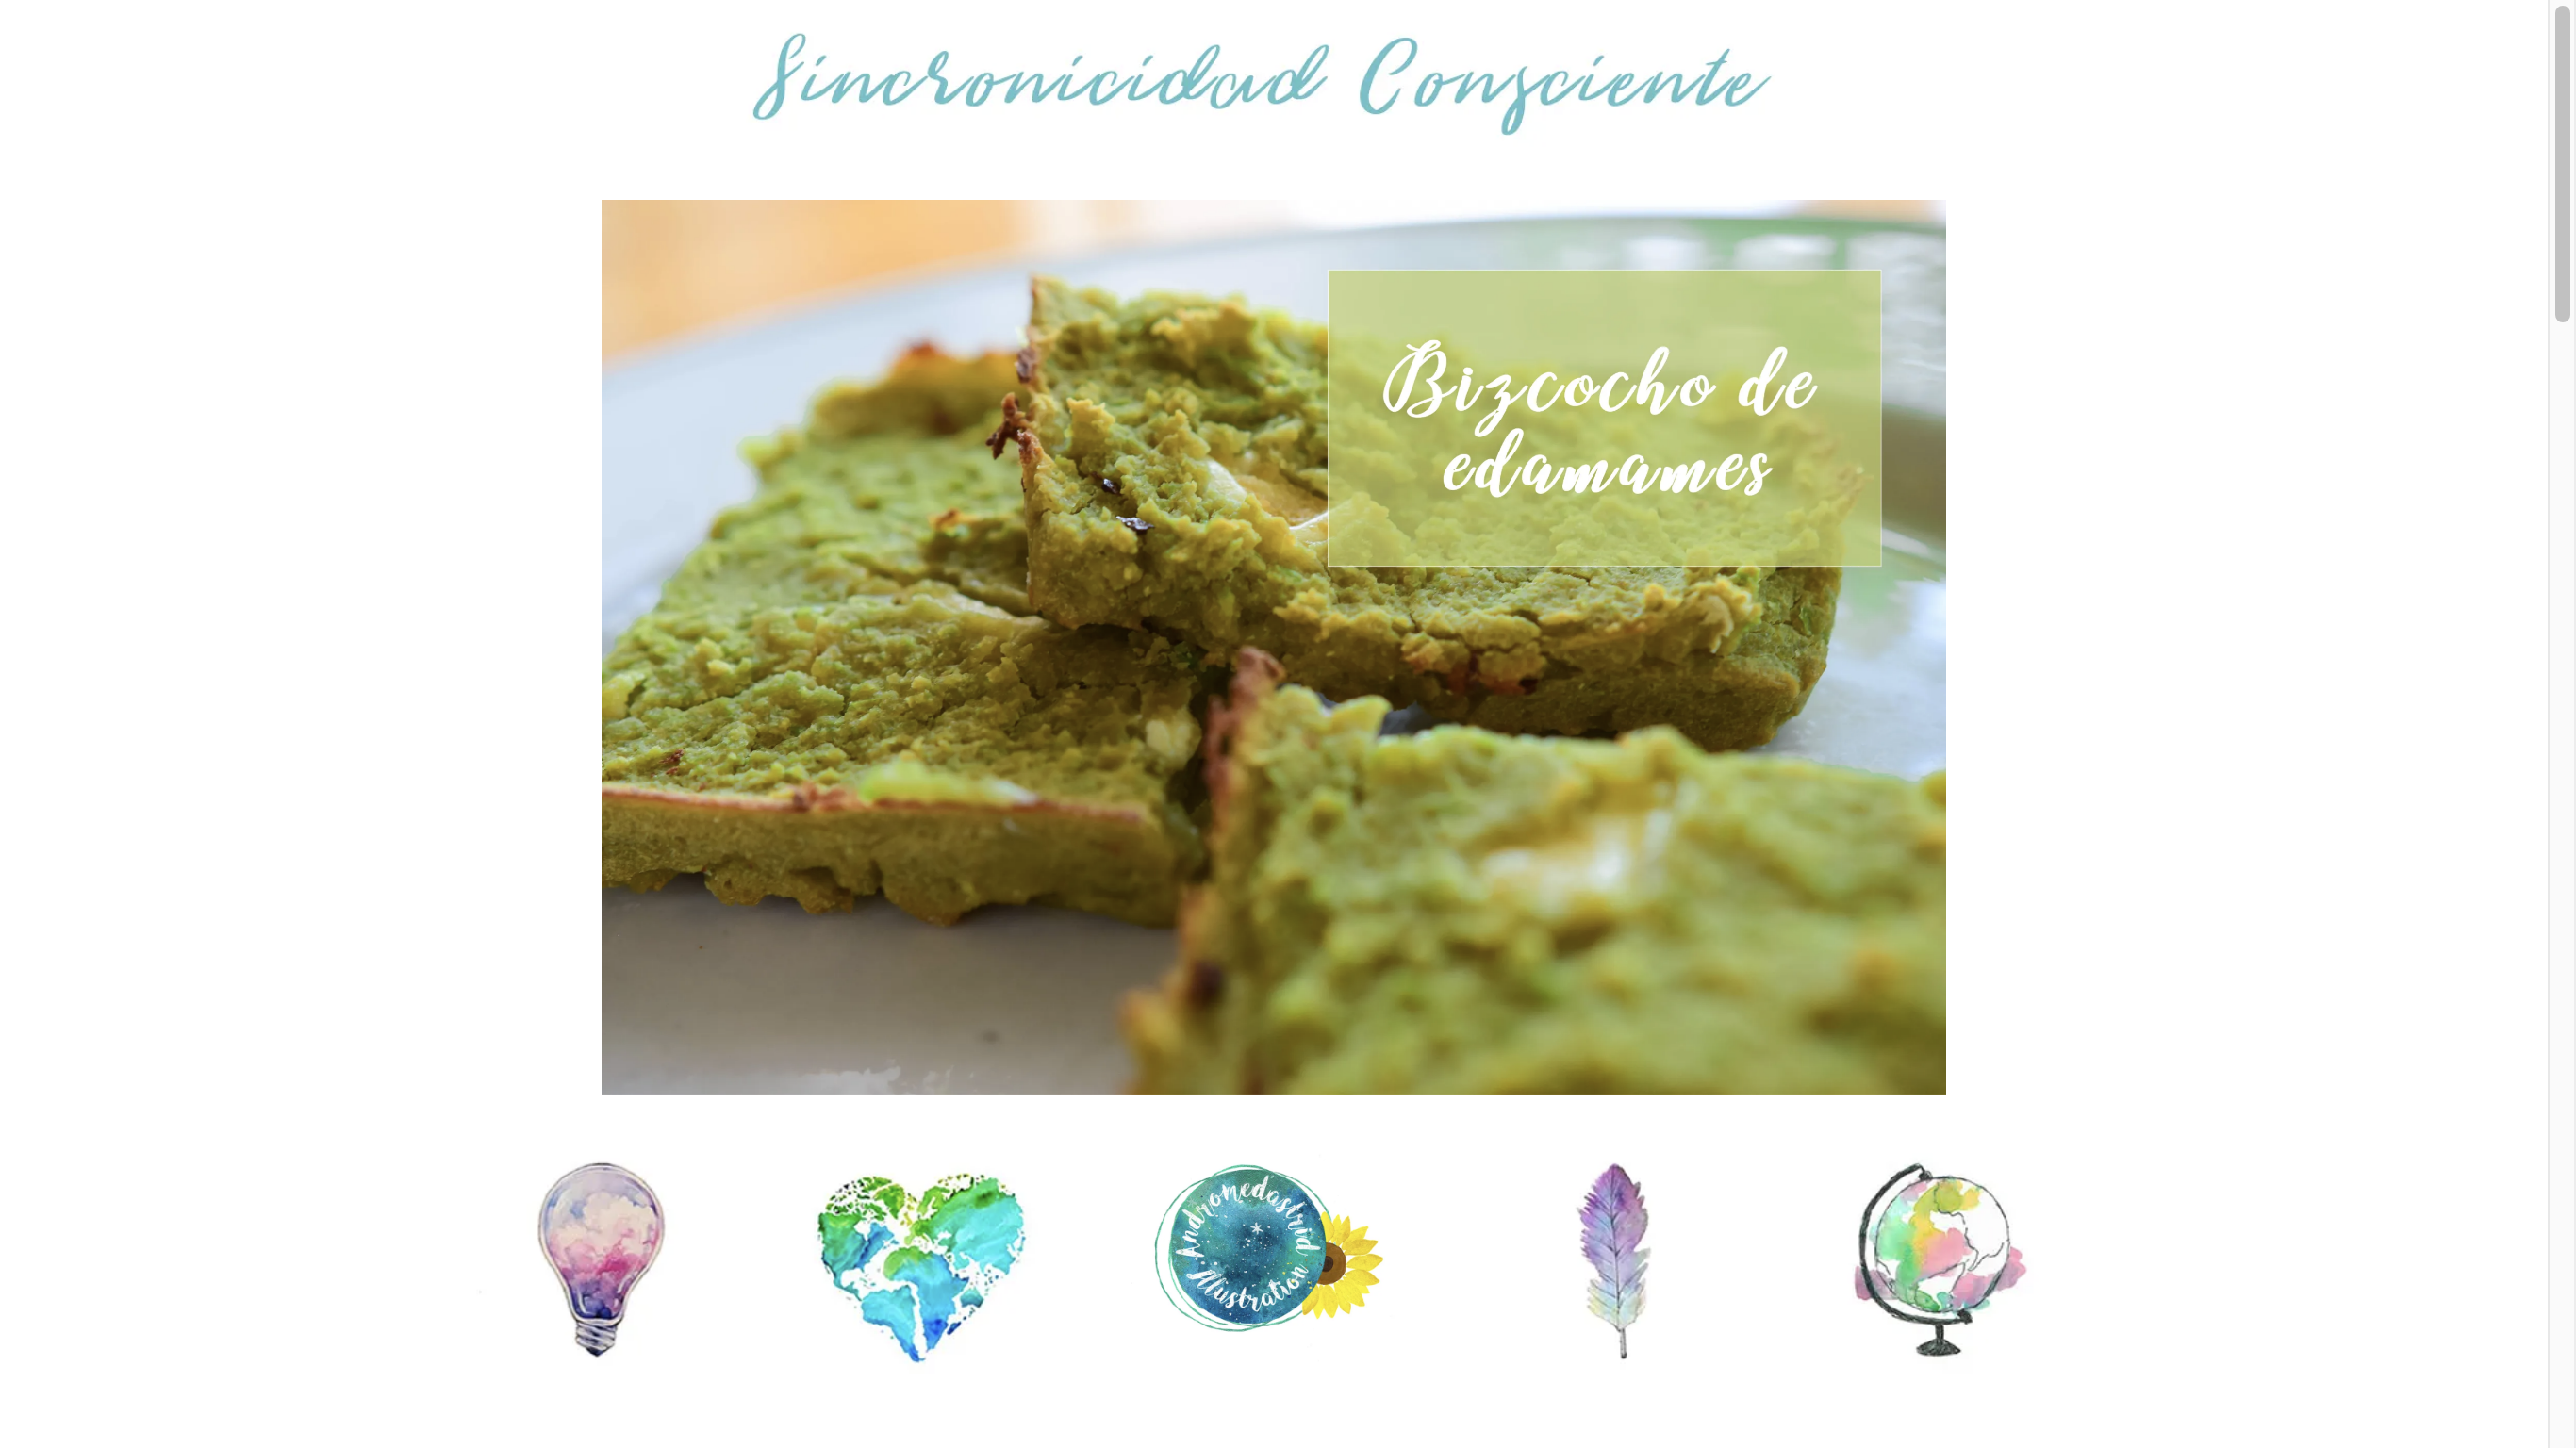 Sincronicidad Consciente
Bizcocho de
edamames
Andromedastrid
Illustration